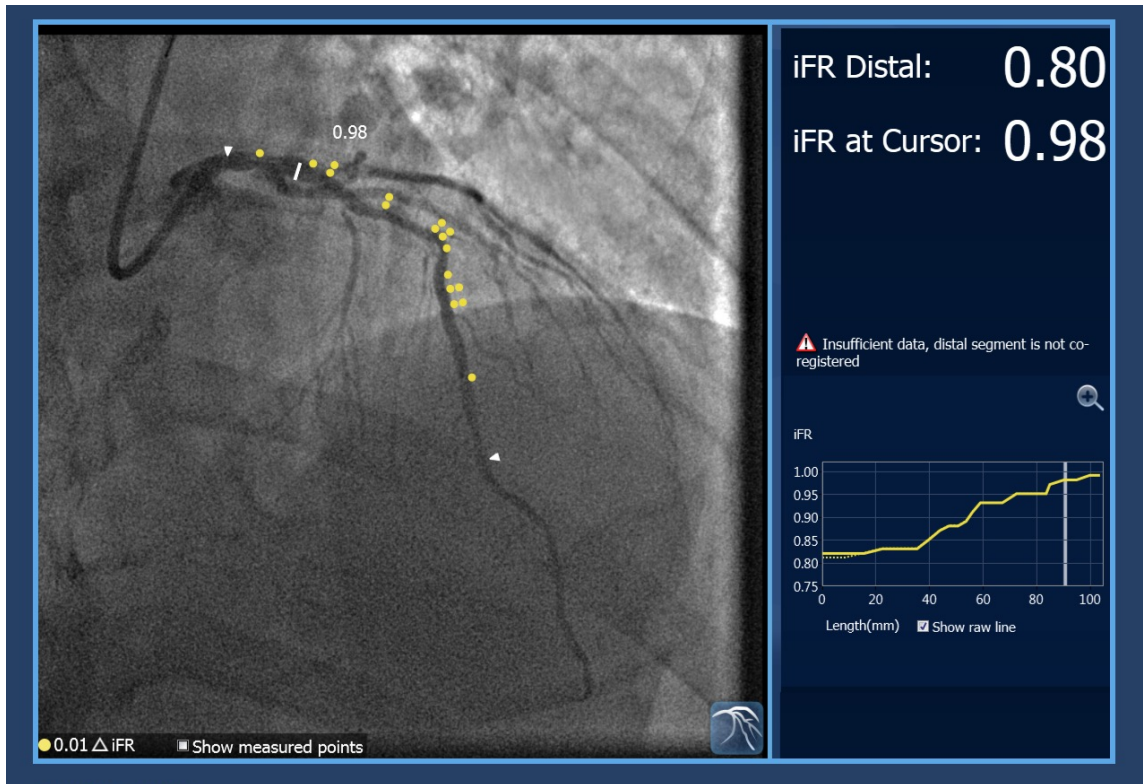 iFR Distal: 0.80
iFR at Cursor: 0.98
0.98
Insufficient data, distal segment is not co-
registered
iFR
1.00
0.95
0.90
0.85
0.80
0.75
0 20 40 60 80 100
Length(mm) Show raw line
0.01 △ iFR Show measured points